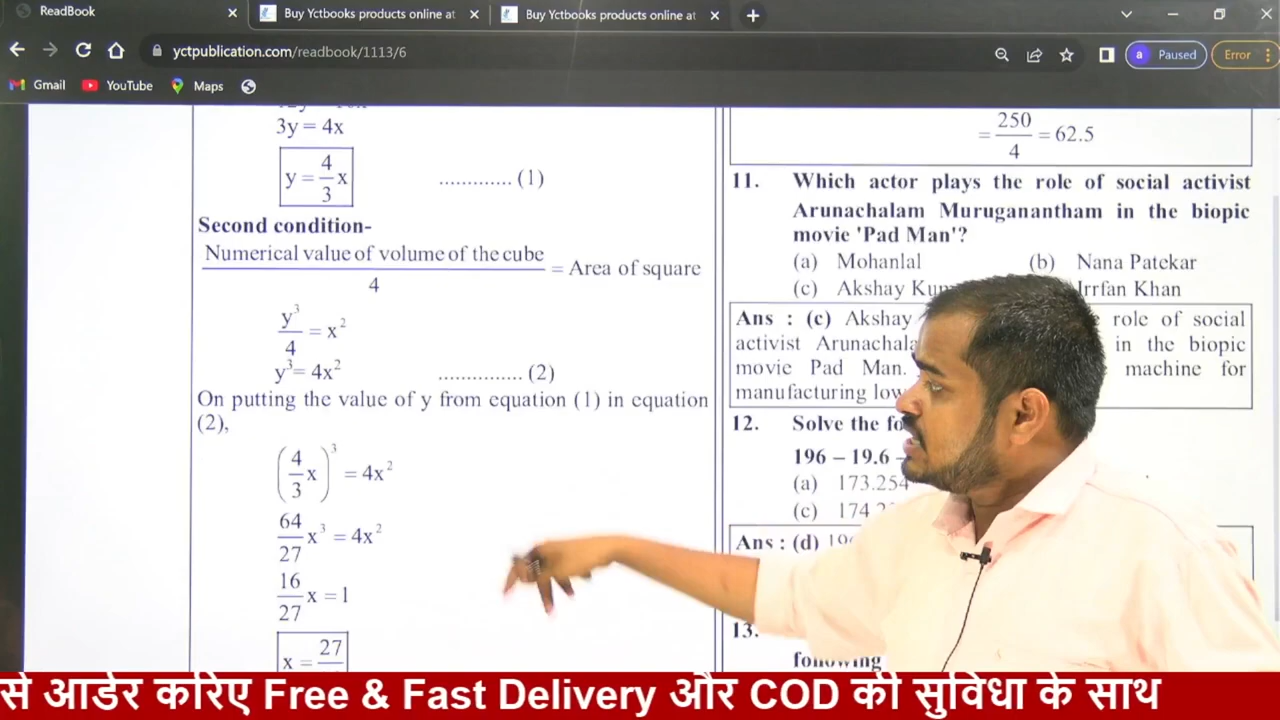 ReadBook
Buy Yctbooks products online at
Buy Yctbooks products online at
yctpublication.com/readbook/1113/6
a Paused
Error
Gmail
YouTube
Maps
3y = 4x
y = 4/3 x ............. (1)
Second condition-
Numerical value of volume of the cube / 4 = Area of square
y³/4 = x²
y³= 4x² ............... (2)
On putting the value of y from equation (1) in equation
(2),
(4/3 x)³ = 4x²
64/27 x³ = 4x²
16/27 x = 1
x = 27
= 250/4 = 62.5
11. Which actor plays the role of social activist
Arunachalam Muruganantham in the biopic
movie 'Pad Man'?
(a) Mohanlal (b) Nana Patekar
(c) Akshay Irrfan Khan
Ans : (c) Akshay role of social
activist in the biopic
movie Pad Man. machine for
manufacturing
12. Solve the
196 – 19.6
(a) 173.254
(c)
Ans : (d)
13.
following
से आर्डर करिए Free & Fast Delivery और COD की सुविधा के साथ